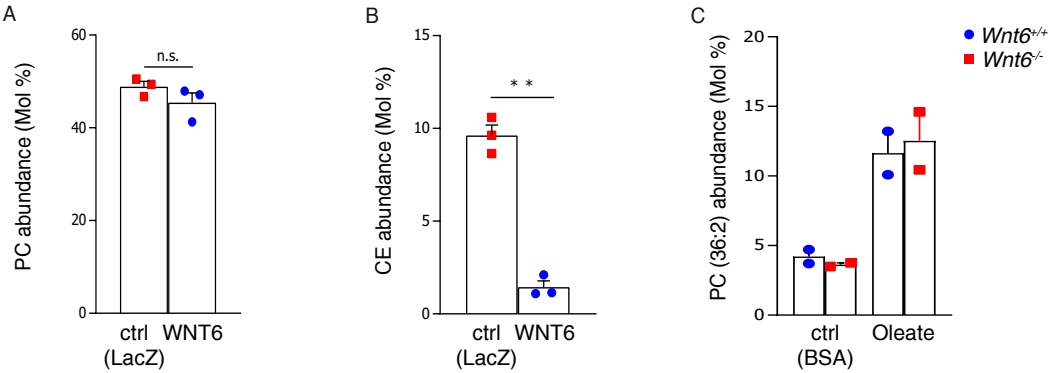 A
PC abundance (Mol %)
60
40
20
0
n.s.
ctrl WNT6
(LacZ)
B
CE abundance (Mol %)
15
10
5
0
* *
ctrl WNT6
(LacZ)
C
PC (36:2) abundance (Mol %)
20
15
10
5
0
ctrl Oleate
(BSA)
Wnt6+/+
Wnt6-/-